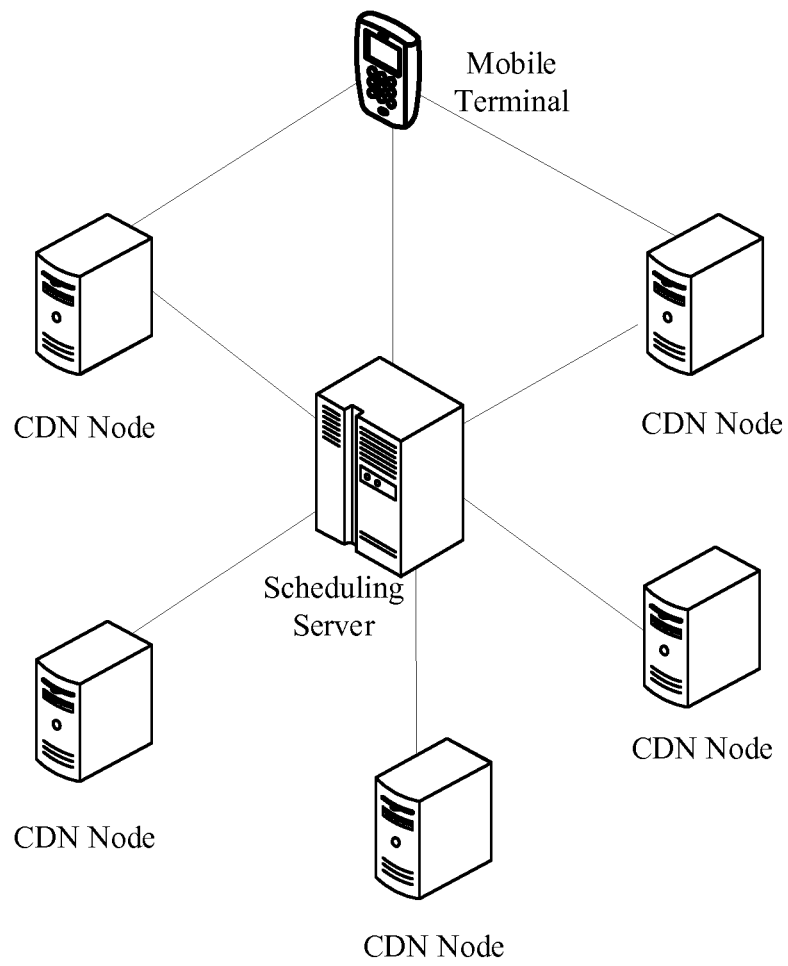 Mobile
Terminal
CDN Node
CDN Node
Scheduling
Server
CDN Node
CDN Node
CDN Node